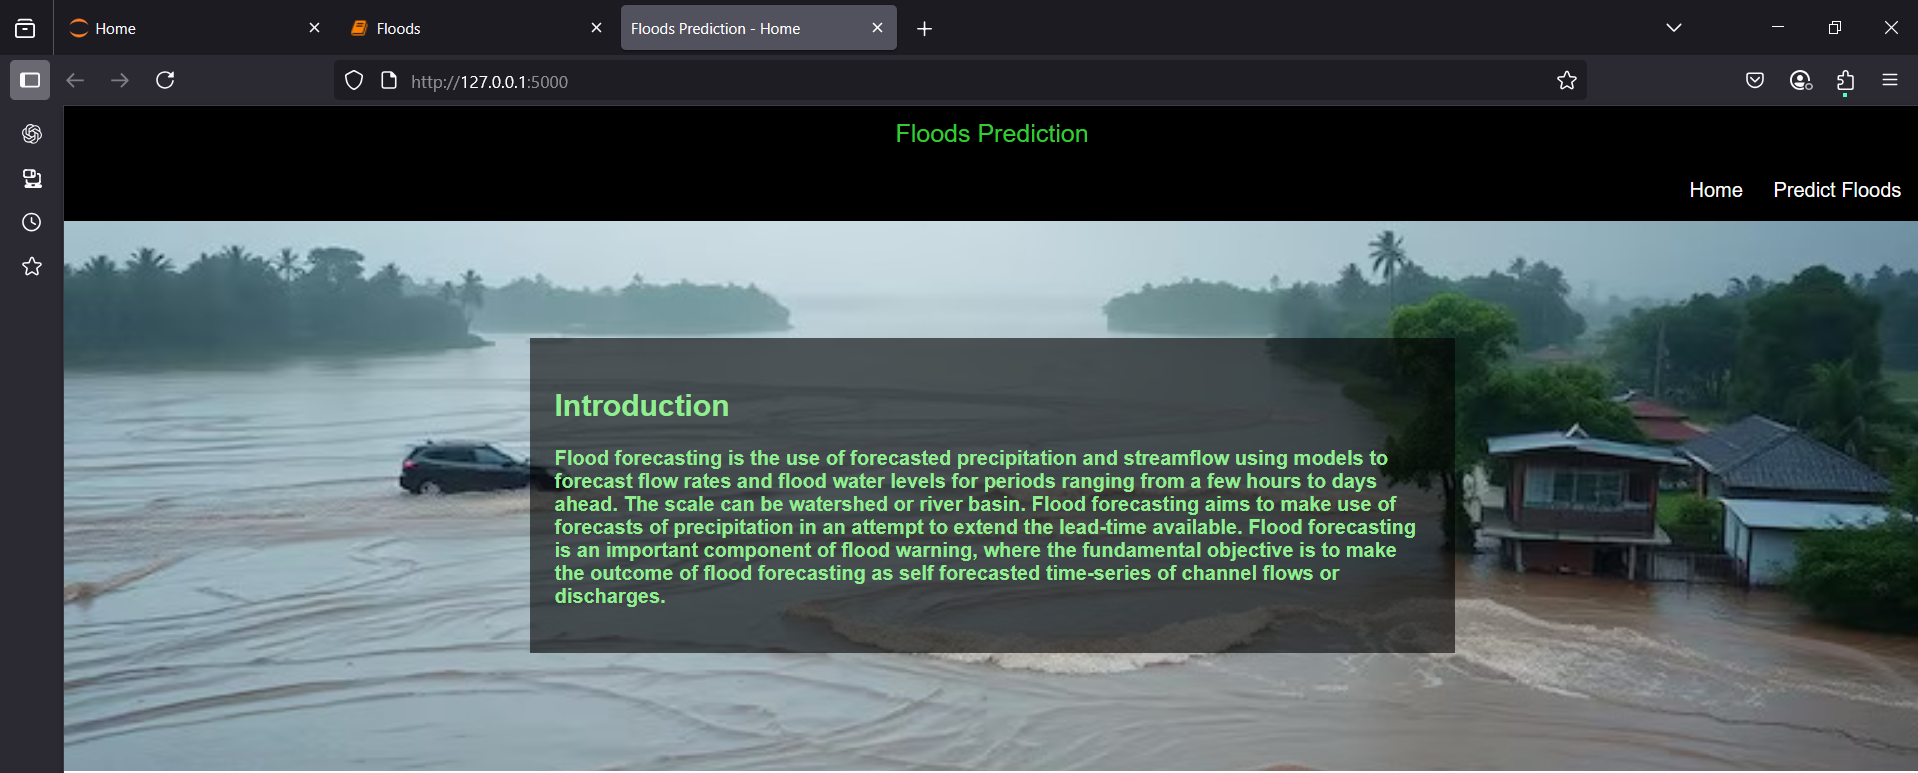 Home
Floods
Floods Prediction - Home
http://127.0.0.1:5000
Floods Prediction
Home Predict Floods
Introduction
Flood forecasting is the use of forecasted precipitation and streamflow using models to
forecast flow rates and flood water levels for periods ranging from a few hours to days
ahead. The scale can be watershed or river basin. Flood forecasting aims to make use of
forecasts of precipitation in an attempt to extend the lead-time available. Flood forecasting
is an important component of flood warning, where the fundamental objective is to make
the outcome of flood forecasting as self forecasted time-series of channel flows or
discharges.